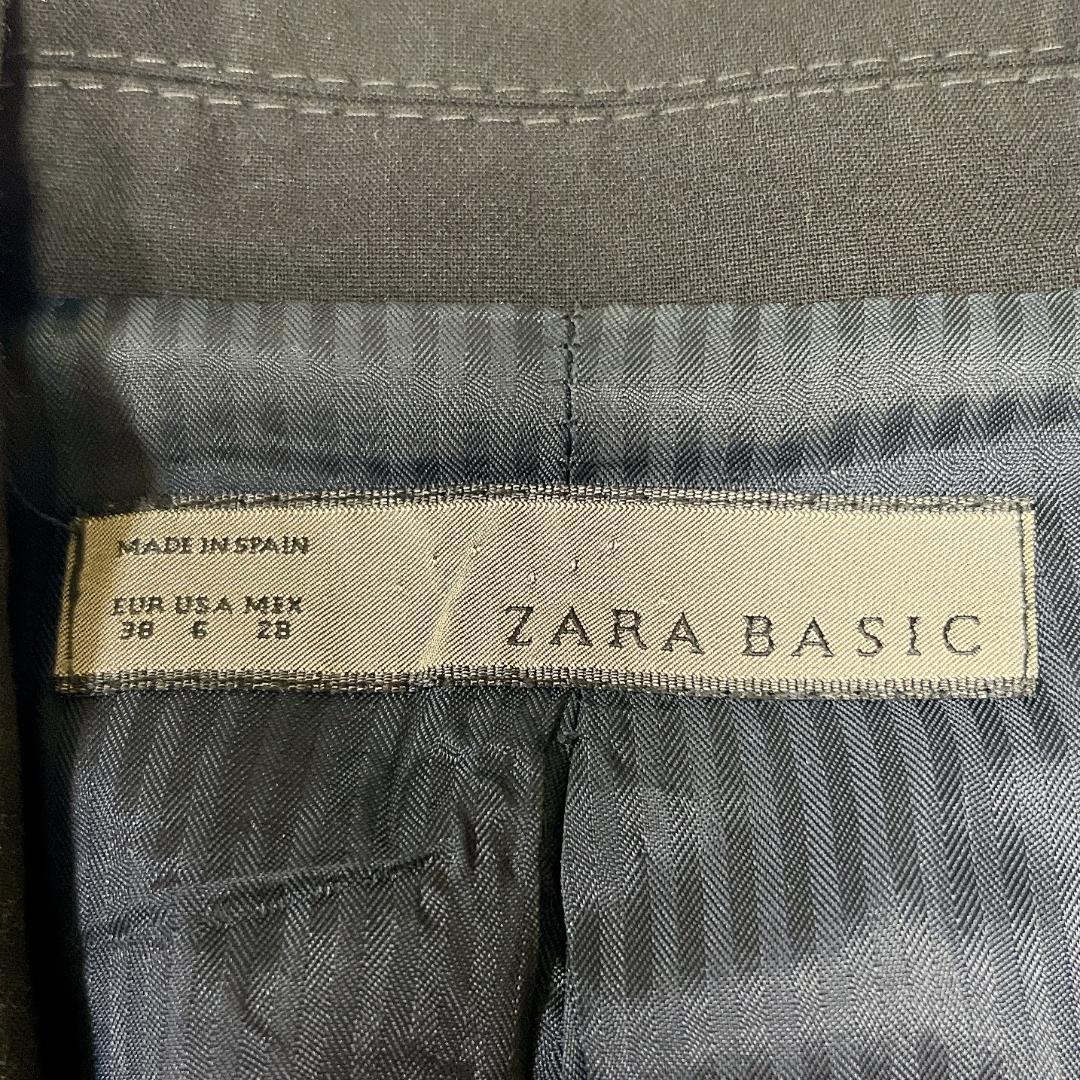 MADE IN SPAIN
EUR USA MEX
38 6 28
ZARA BASIC